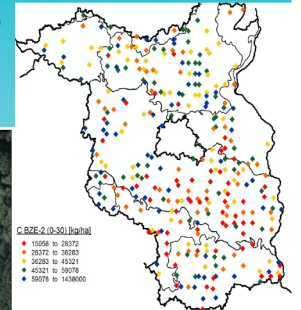 C BZE-2 (0-30) [kg/ha]
15058 to 28372
28372 to 36283
36283 to 45321
45321 to 59078
59078 to 1438000